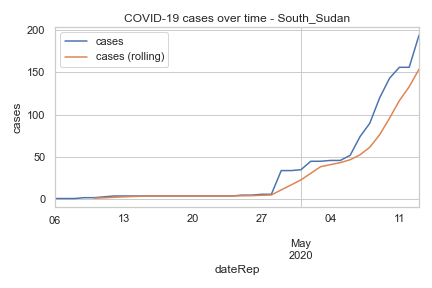 COVID-19 cases over time - South_Sudan
cases
cases (rolling)
200
150
100
50
0
cases
06
13
20
27
04
11
May
2020
dateRep